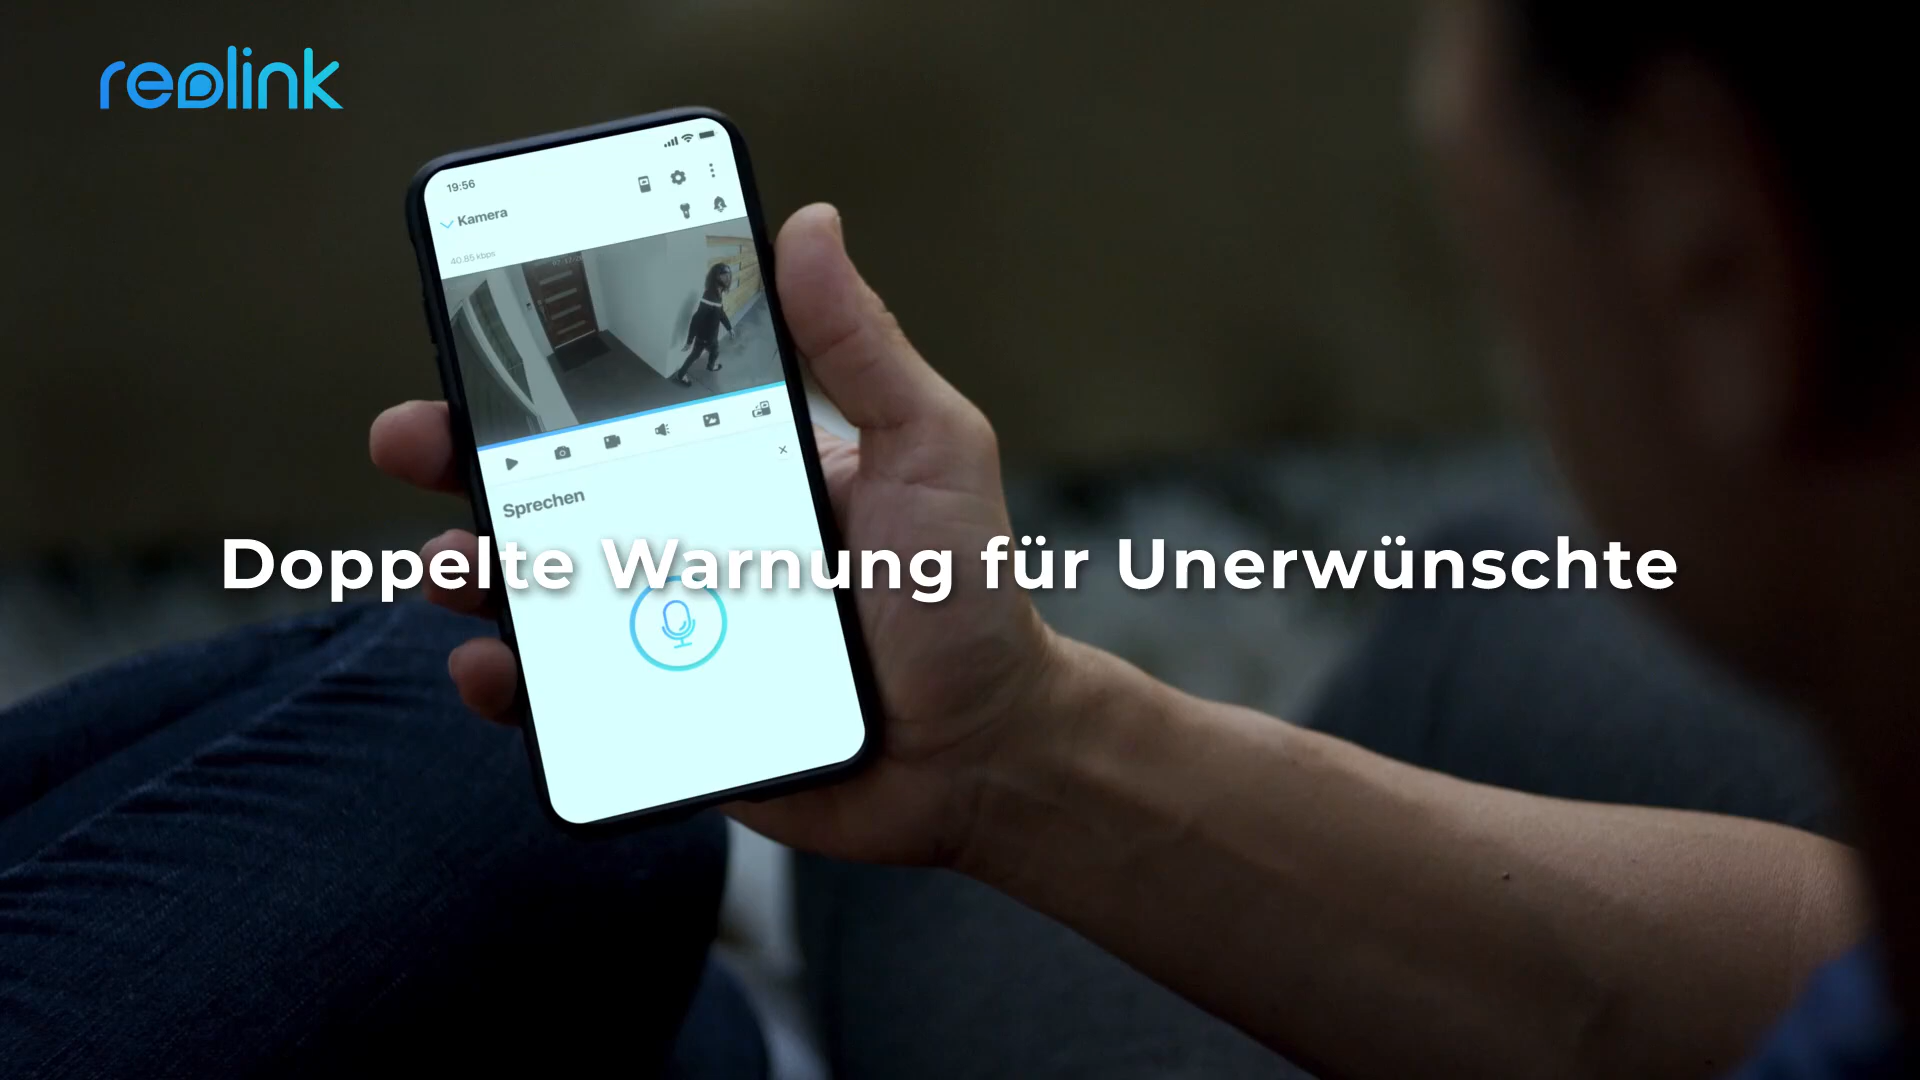 reolink
19:56
Kamera
40.85 kbps
Sprechen
Doppelte Warnung für Unerwünschte